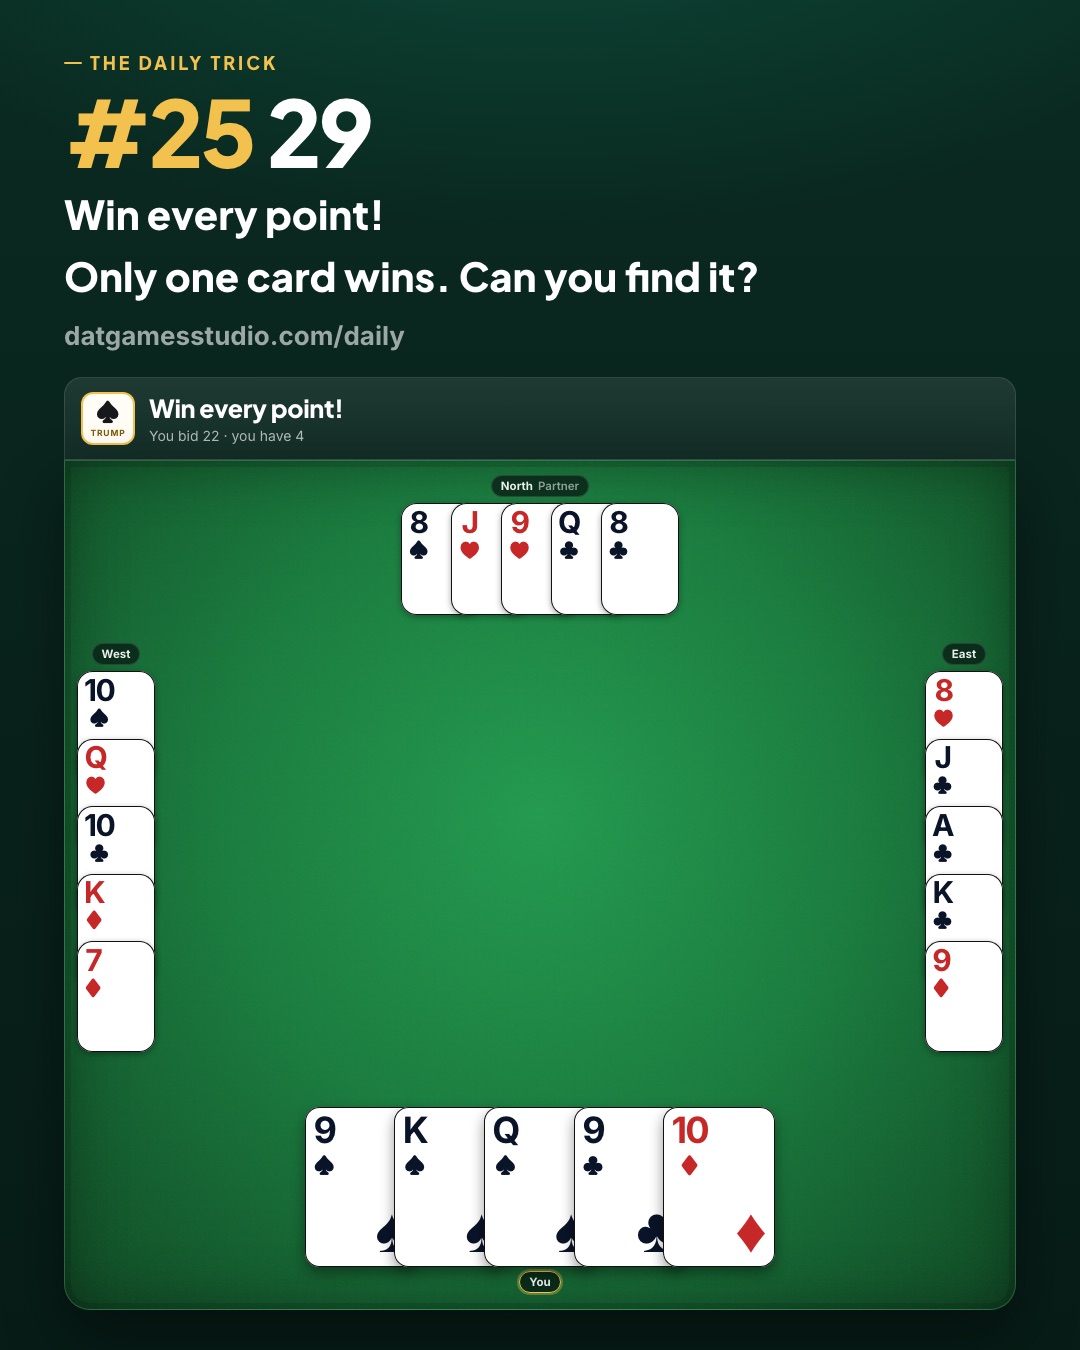 — THE DAILY TRICK
#25 29
Win every point!
Only one card wins. Can you find it?
datgamesstudio.com/daily
TRUMP
Win every point!
You bid 22 · you have 4
North Partner
8 J 9 Q 8
West
East
10
Q
10
K
7
8
J
A
K
9
9 K Q 9 10
You